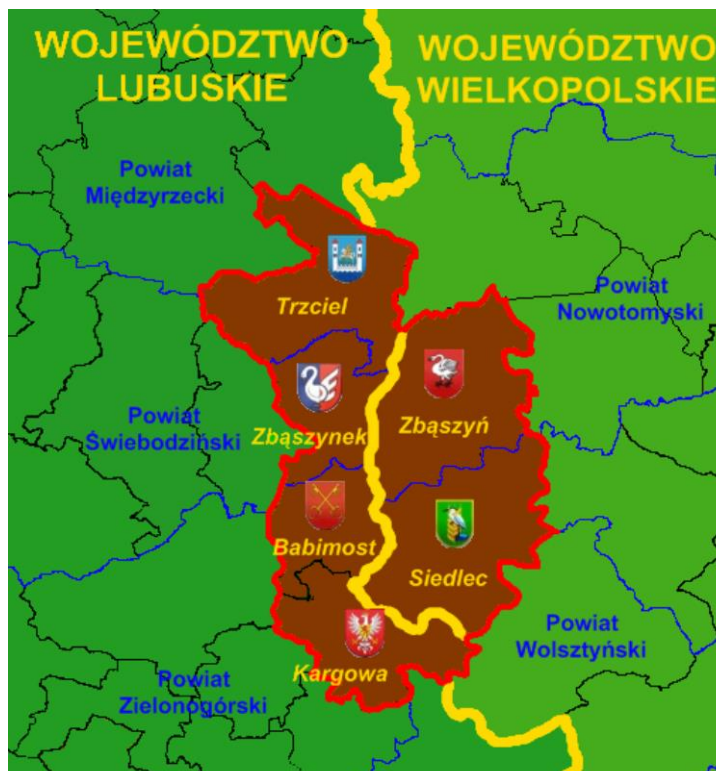 WOJEWÓDZTWO
LUBUSKIE
WOJEWÓDZTWO
WIELKOPOLSKIE
Powiat
Międzyrzecki
Trzciel
Powiat
Nowotomyski
Powiat
Świebodziński
Zbąszynek
Zbąszyń
Babimost
Siedlec
Powiat
Wolsztyński
Kargowa
Powiat
Zielonogórski